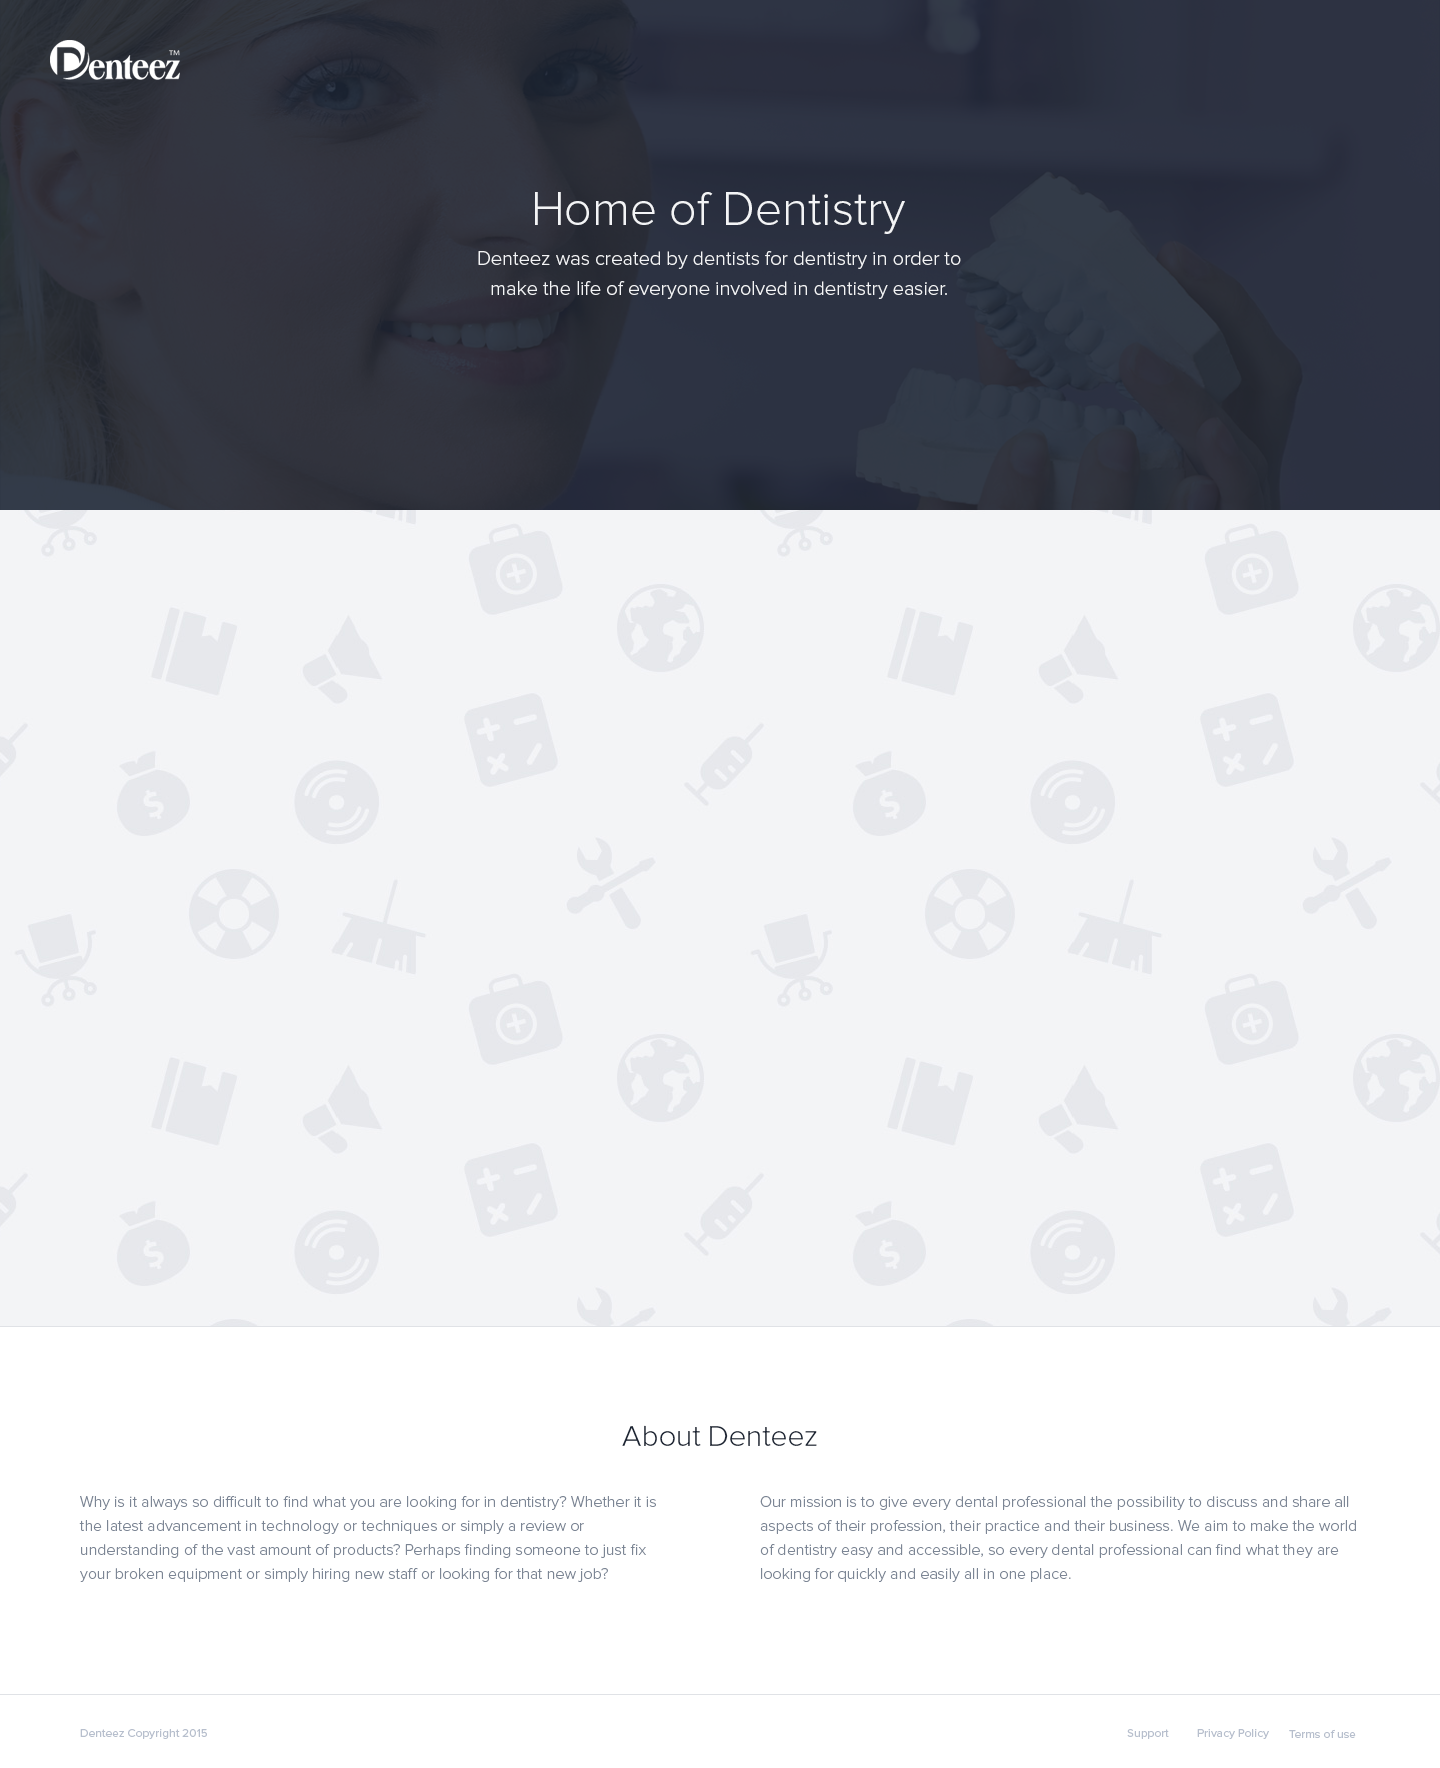 Denteez™
Home of Dentistry
Denteez was created by dentists for dentistry in order to
make the life of everyone involved in dentistry easier.
About Denteez
Why is it always so difficult to find what you are looking for in dentistry? Whether it is
the latest advancement in technology or techniques or simply a review or
understanding of the vast amount of products? Perhaps finding someone to just fix
your broken equipment or simply hiring new staff or looking for that new job?
Our mission is to give every dental professional the possibility to discuss and share all
aspects of their profession, their practice and their business. We aim to make the world
of dentistry easy and accessible, so every dental professional can find what they are
looking for quickly and easily all in one place.
Denteez Copyright 2015
Support Privacy Policy Terms of use